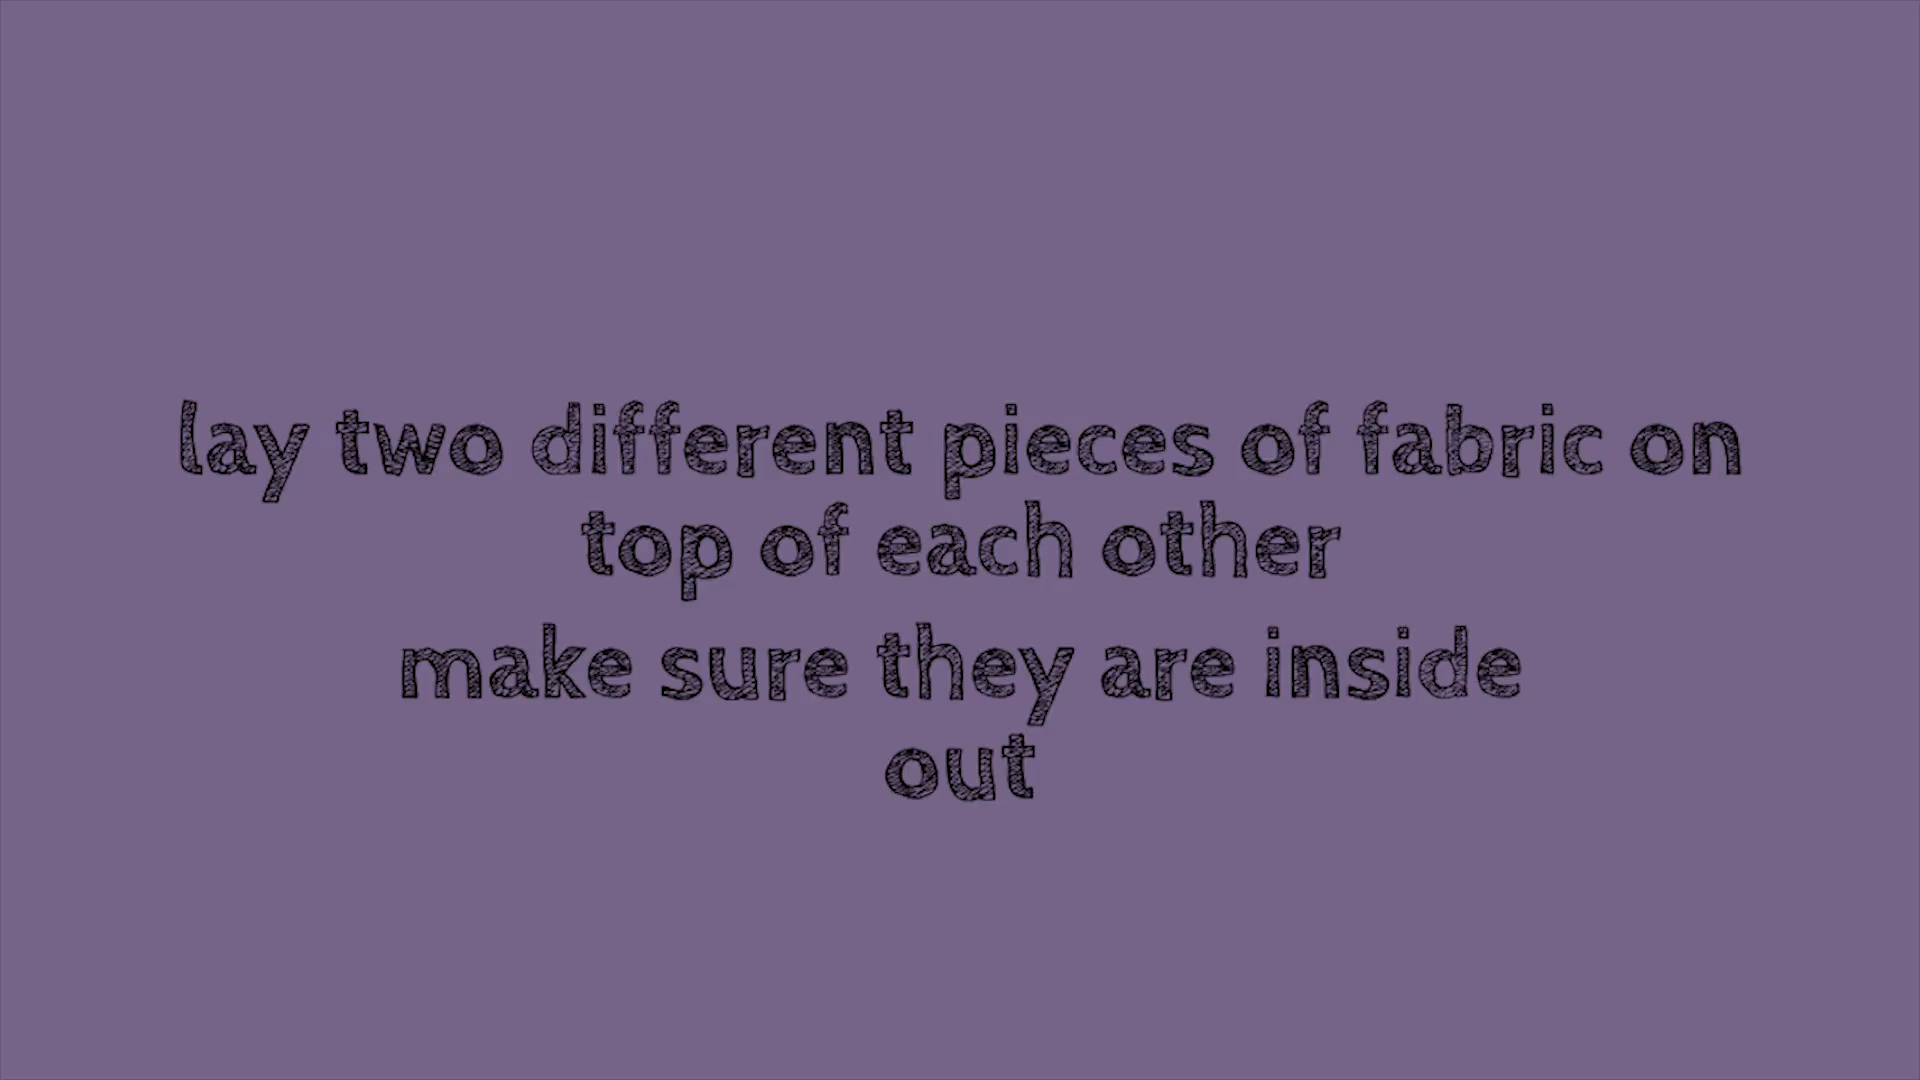 lay two different pieces of fabric on
top of each other
make sure they are inside
out